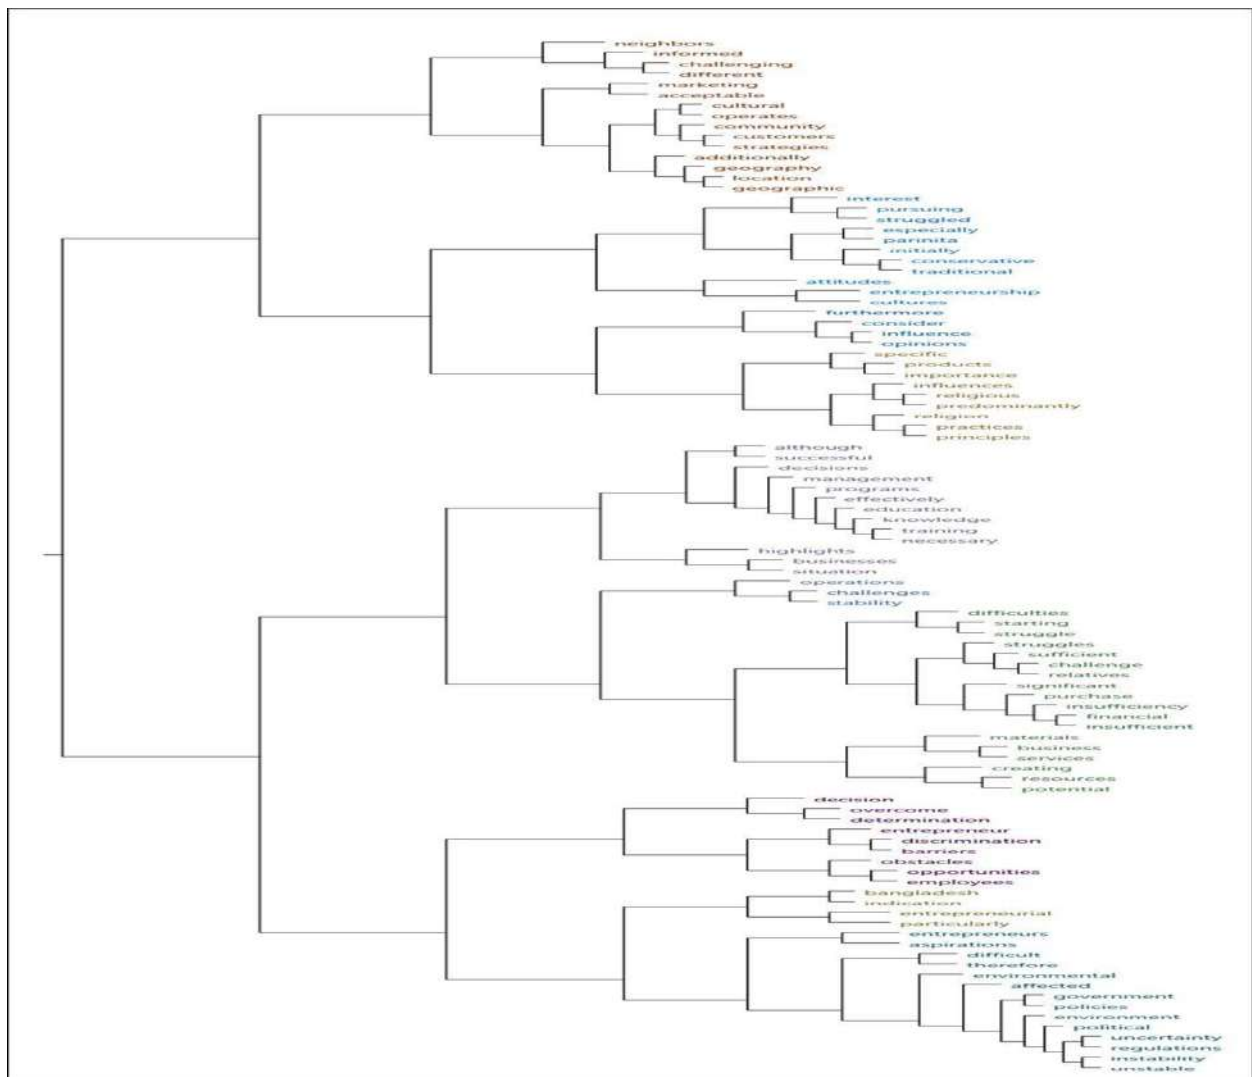 neighbors
informed
challenging
different
marketing
acceptable
cultural
operates
community
customers
strategies
additionally
geography
location
geographic
interest
pursuing
struggled
especially
parinita
initially
conservative
traditional
attitudes
entrepreneurship
cultures
furthermore
consider
influence
opinions
specific
products
importance
influences
religious
predominantly
religion
practices
principles
although
successful
decisions
management
programs
effectively
education
knowledge
training
necessary
highlights
businesses
situation
operations
challenges
stability
difficulties
starting
struggle
struggles
sufficient
challenge
relatives
significant
purchase
insufficiency
financial
insufficient
materials
business
services
creating
resources
potential
decision
overcome
determination
entrepreneur
discrimination
barriers
obstacles
opportunities
employees
bangladesh
indication
entrepreneurial
particularly
entrepreneurs
aspirations
difficult
therefore
environmental
affected
government
policies
environment
political
uncertainty
regulations
instability
unstable